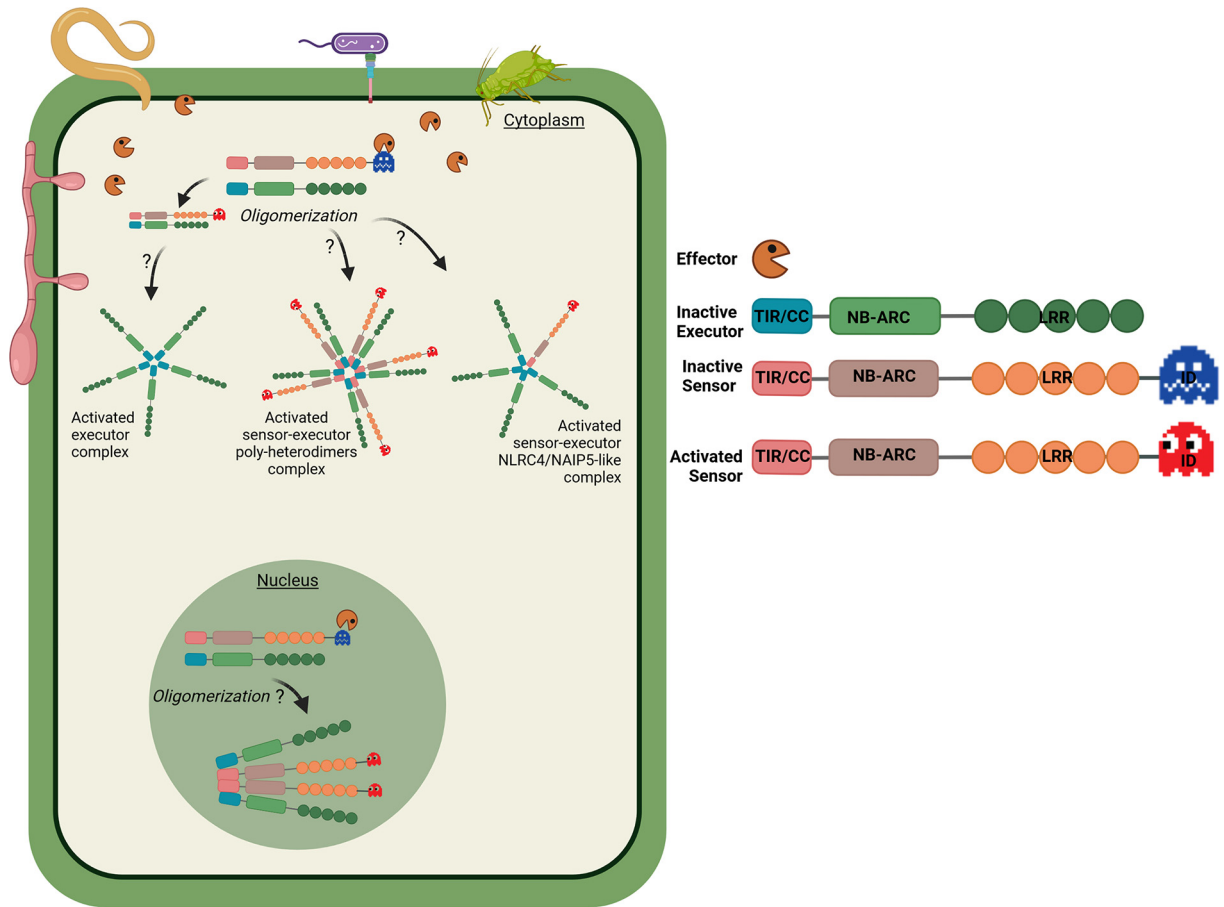 Cytoplasm
Oligomerization
?
?
?
Activated
executor
complex
Activated
sensor-executor
poly-heterodimers
complex
Activated
sensor-executor
NLRC4/NAIP5-like
complex
Nucleus
Oligomerization ?
Effector
Inactive
Executor
TIR/CC
NB-ARC
LRR
Inactive
Sensor
TIR/CC
NB-ARC
LRR
ID
Activated
Sensor
TIR/CC
NB-ARC
LRR
ID